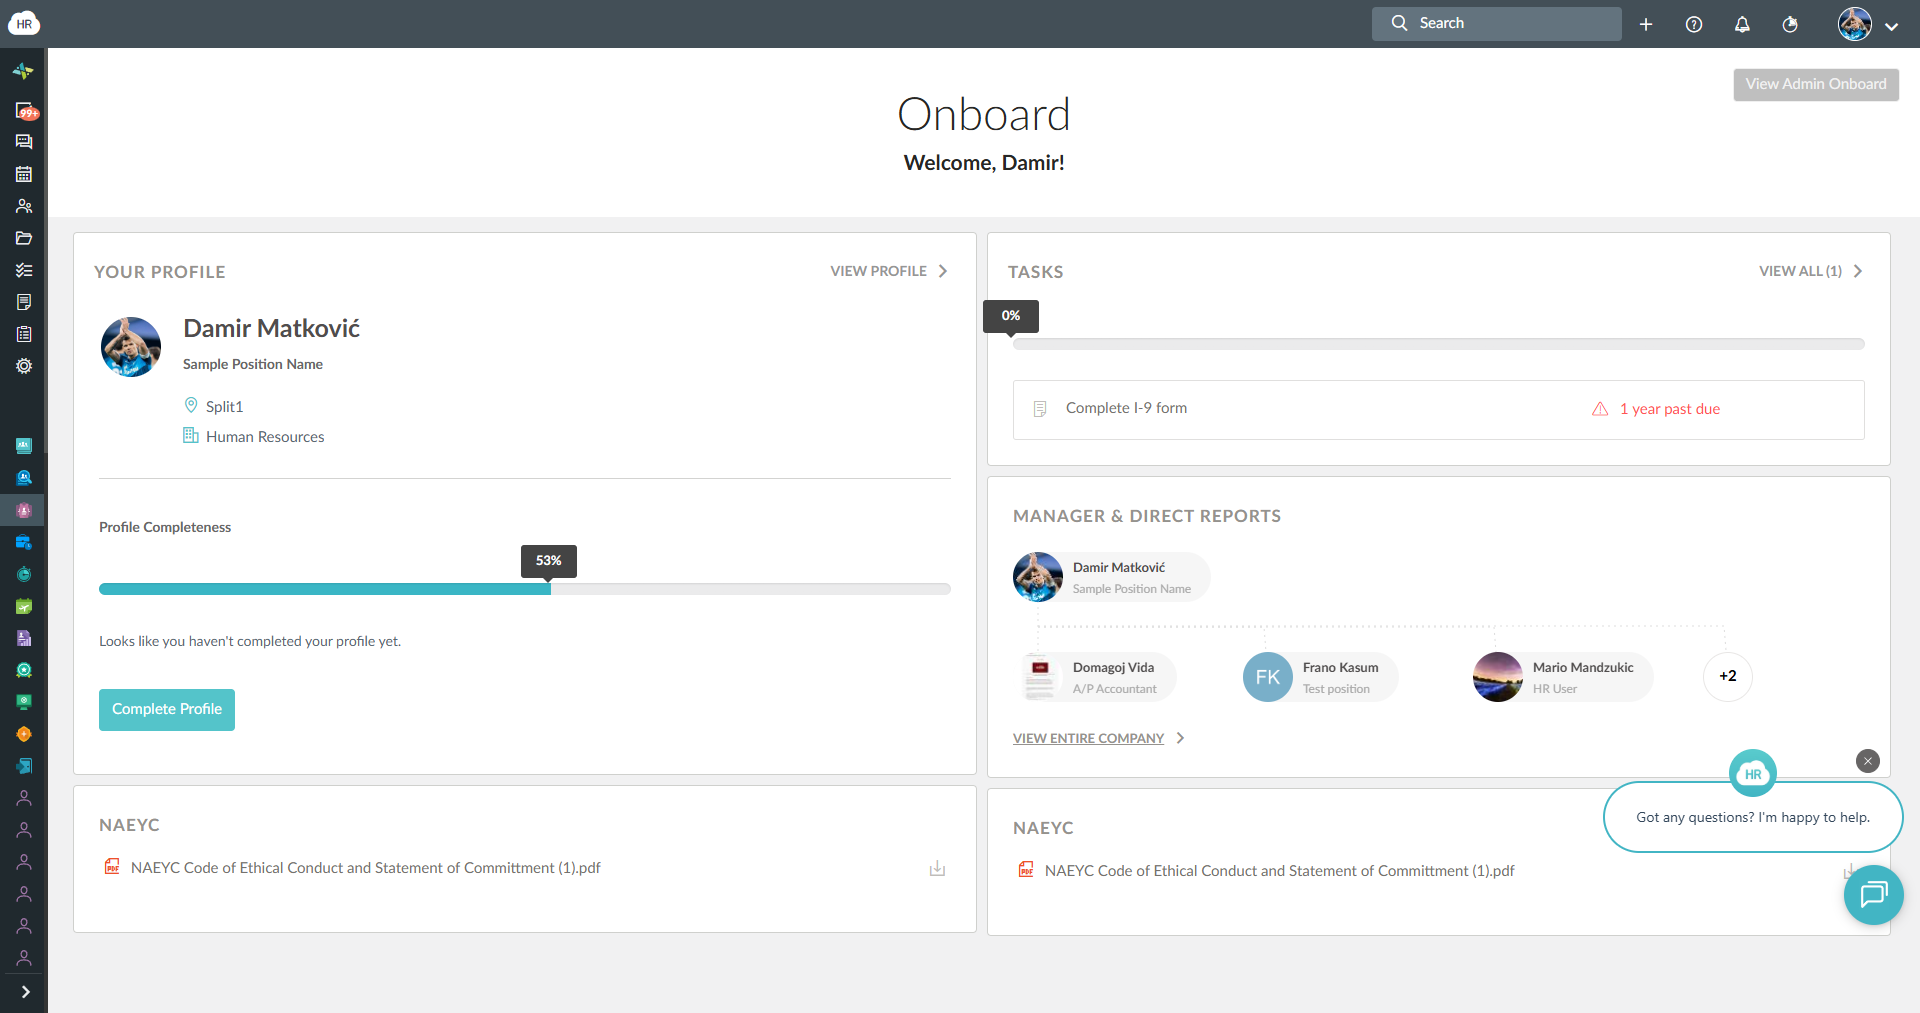 HR
Search
99+
View Admin Onboard
Onboard
Welcome, Damir!
YOUR PROFILE
VIEW PROFILE
Damir Matković
Sample Position Name
Split1
Human Resources
Profile Completeness
53%
Looks like you haven't completed your profile yet.
Complete Profile
TASKS
VIEW ALL (1)
0%
Complete I-9 form
1 year past due
MANAGER & DIRECT REPORTS
Damir Matković
Sample Position Name
Domagoj Vida
A/P Accountant
FK
Frano Kasum
Test position
Mario Mandzukic
HR User
+2
VIEW ENTIRE COMPANY
NAEYC
PDF
NAEYC Code of Ethical Conduct and Statement of Committment (1).pdf
NAEYC
PDF
NAEYC Code of Ethical Conduct and Statement of Committment (1).pdf
HR
Got any questions? I'm happy to help.